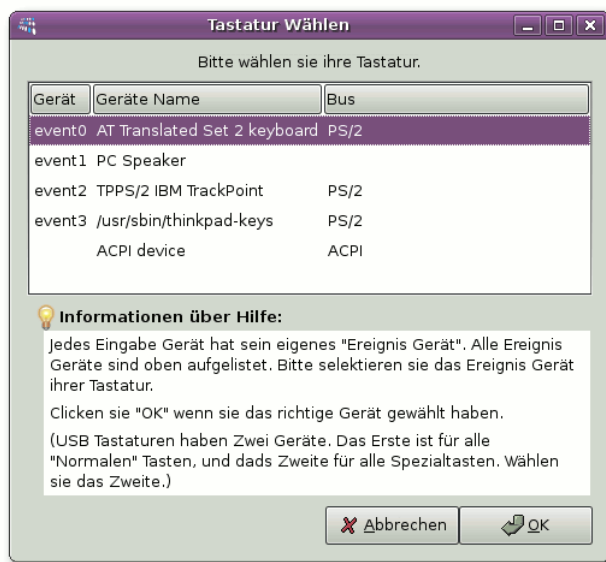 Tastatur Wählen
Bitte wählen sie ihre Tastatur.
Gerät Geräte Name Bus
event0 AT Translated Set 2 keyboard PS/2
event1 PC Speaker
event2 TPPS/2 IBM TrackPoint PS/2
event3 /usr/sbin/thinkpad-keys PS/2
ACPI device ACPI
Informationen über Hilfe:
Jedes Eingabe Gerät hat sein eigenes "Ereignis Gerät". Alle Ereignis
Geräte sind oben aufgelistet. Bitte selektieren sie das Ereignis Gerät
ihrer Tastatur.
Clicken sie "OK" wenn sie das richtige Gerät gewählt haben.
(USB Tastaturen haben Zwei Geräte. Das Erste ist für alle
"Normalen" Tasten, und dads Zweite für alle Spezialtasten. Wählen
sie das Zweite.)
Abbrechen OK